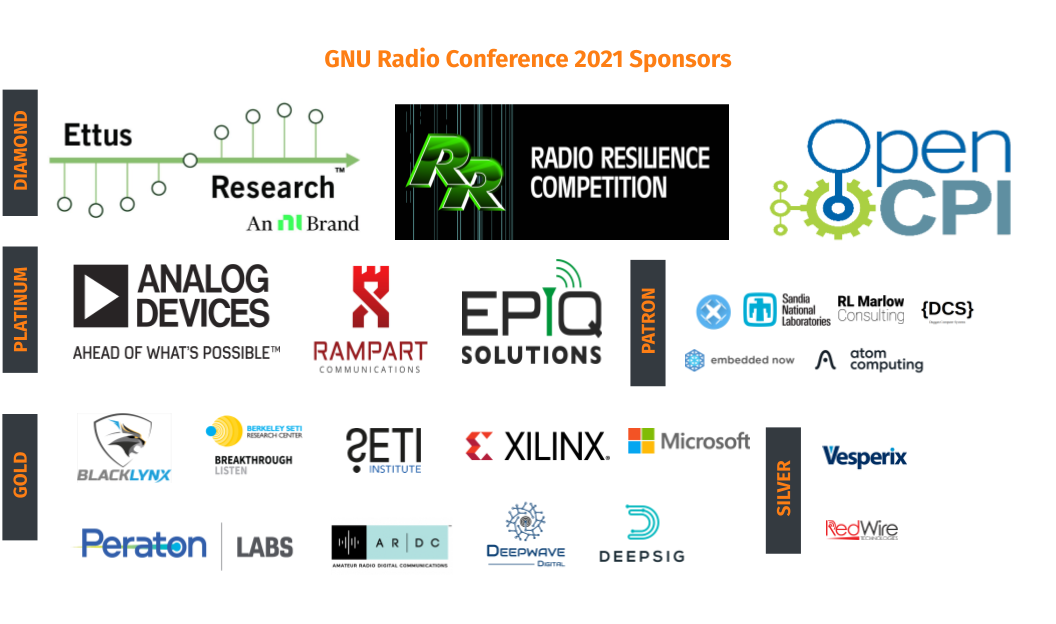 GNU Radio Conference 2021 Sponsors
DIAMOND
Ettus
Research™
An ni Brand
RR
RADIO RESILIENCE
COMPETITION
Open
CPI
PLATINUM
ANALOG
DEVICES
AHEAD OF WHAT'S POSSIBLE™
RAMPART
COMMUNICATIONS
EPIQ
SOLUTIONS
PATRON
Sandia
National
Laboratories
RL Marlow
Consulting
{DCS}
embedded now
atom
computing
GOLD
BLACKLYNX
BERKELEY SETI
RESEARCH CENTER
BREAKTHROUGH
LISTEN
SETI
INSTITUTE
XILINX®
Microsoft
Peraton LABS
AR|DC
AMATEUR RADIO DIGITAL COMMUNICATIONS
DEEPWAVE
DIGITAL
DEEPSIG
SILVER
Vesperix
RedWire
TECHNOLOGIES